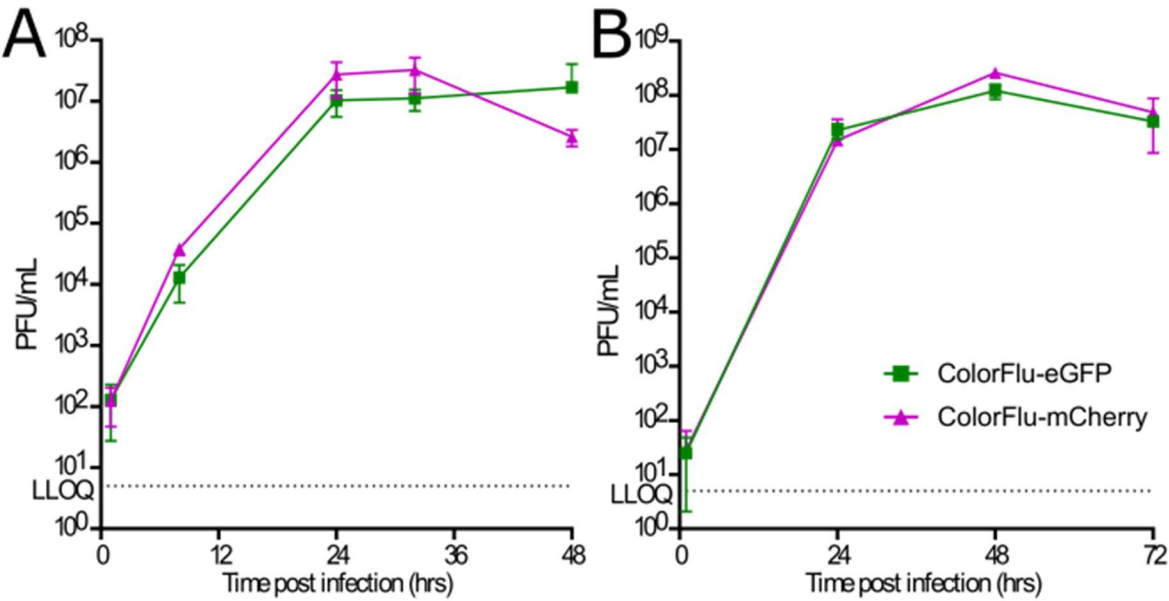 A
PFU/mL
10⁸
10⁷
10⁶
10⁵
10⁴
10³
10²
10¹
LLOQ
10⁰
0 12 24 36 48
Time post infection (hrs)
B
PFU/mL
10⁹
10⁸
10⁷
10⁶
10⁵
10⁴
10³
10²
10¹
LLOQ
10⁰
ColorFlu-eGFP
ColorFlu-mCherry
0 24 48 72
Time post infection (hrs)